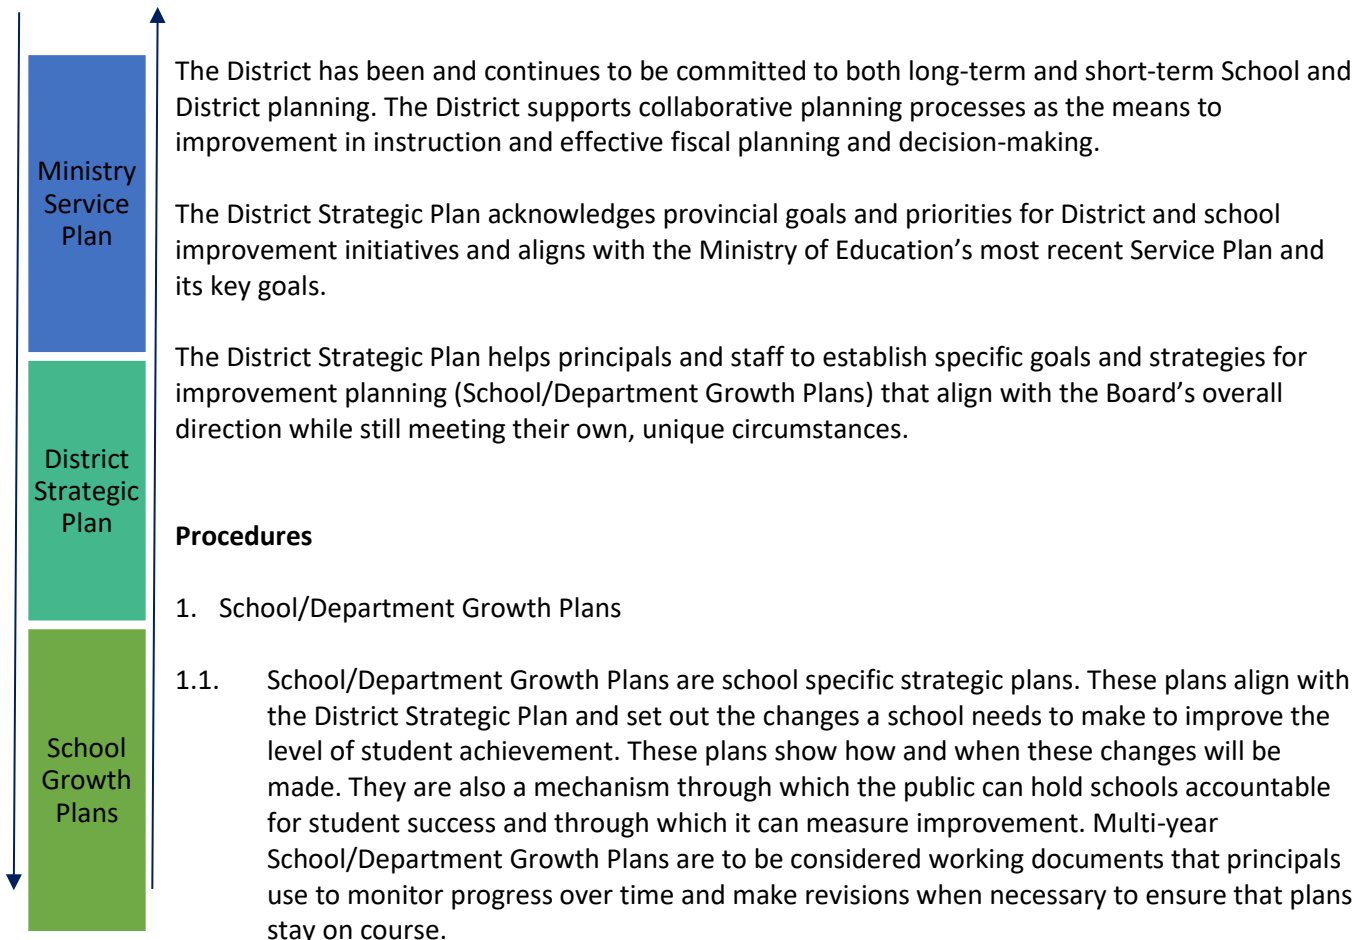 Ministry
Service
Plan
District
Strategic
Plan
School
Growth
Plans
The District has been and continues to be committed to both long-term and short-term School and
District planning. The District supports collaborative planning processes as the means to
improvement in instruction and effective fiscal planning and decision-making.
The District Strategic Plan acknowledges provincial goals and priorities for District and school
improvement initiatives and aligns with the Ministry of Education’s most recent Service Plan and
its key goals.
The District Strategic Plan helps principals and staff to establish specific goals and strategies for
improvement planning (School/Department Growth Plans) that align with the Board’s overall
direction while still meeting their own, unique circumstances.
Procedures
1. School/Department Growth Plans
1.1. School/Department Growth Plans are school specific strategic plans. These plans align with
the District Strategic Plan and set out the changes a school needs to make to improve the
level of student achievement. These plans show how and when these changes will be
made. They are also a mechanism through which the public can hold schools accountable
for student success and through which it can measure improvement. Multi-year
School/Department Growth Plans are to be considered working documents that principals
use to monitor progress over time and make revisions when necessary to ensure that plans
stay on course.